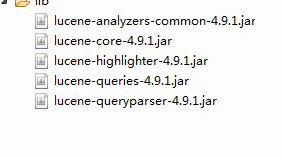 lib
lucene-analyzers-common-4.9.1.jar
lucene-core-4.9.1.jar
lucene-highlighter-4.9.1.jar
lucene-queries-4.9.1.jar
lucene-queryparser-4.9.1.jar